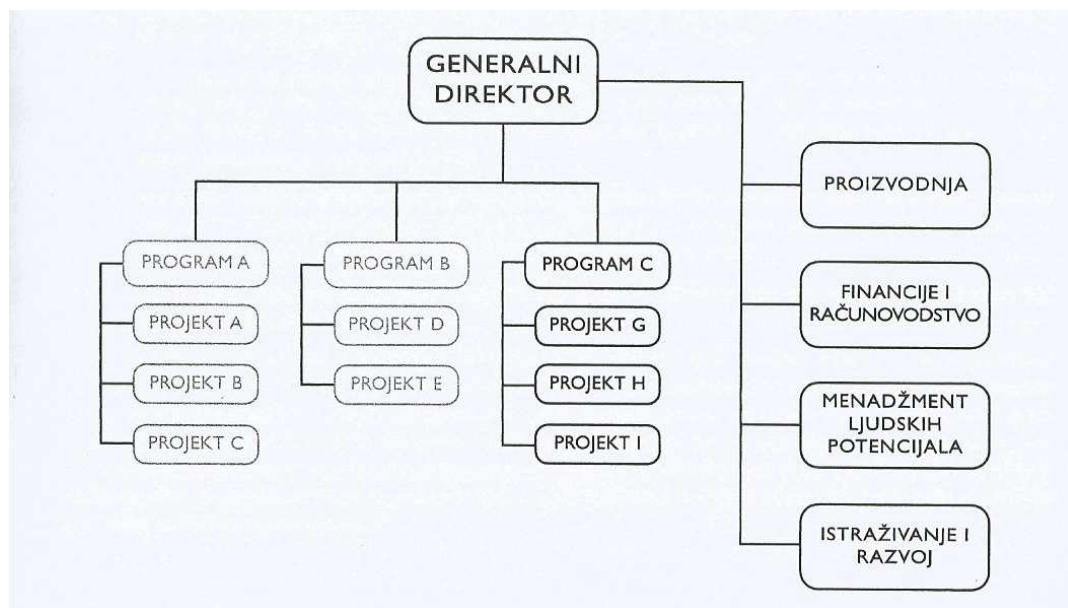 GENERALNI
DIREKTOR
PROGRAM A
PROJEKT A
PROJEKT B
PROJEKT C
PROGRAM B
PROJEKT D
PROJEKT E
PROGRAM C
PROJEKT G
PROJEKT H
PROJEKT I
PROIZVODNJA
FINANCIJE I
RAČUNOVODSTVO
MENADŽMENT
LJUDSKIH
POTENCIJALA
ISTRAŽIVANJE I
RAZVOJ